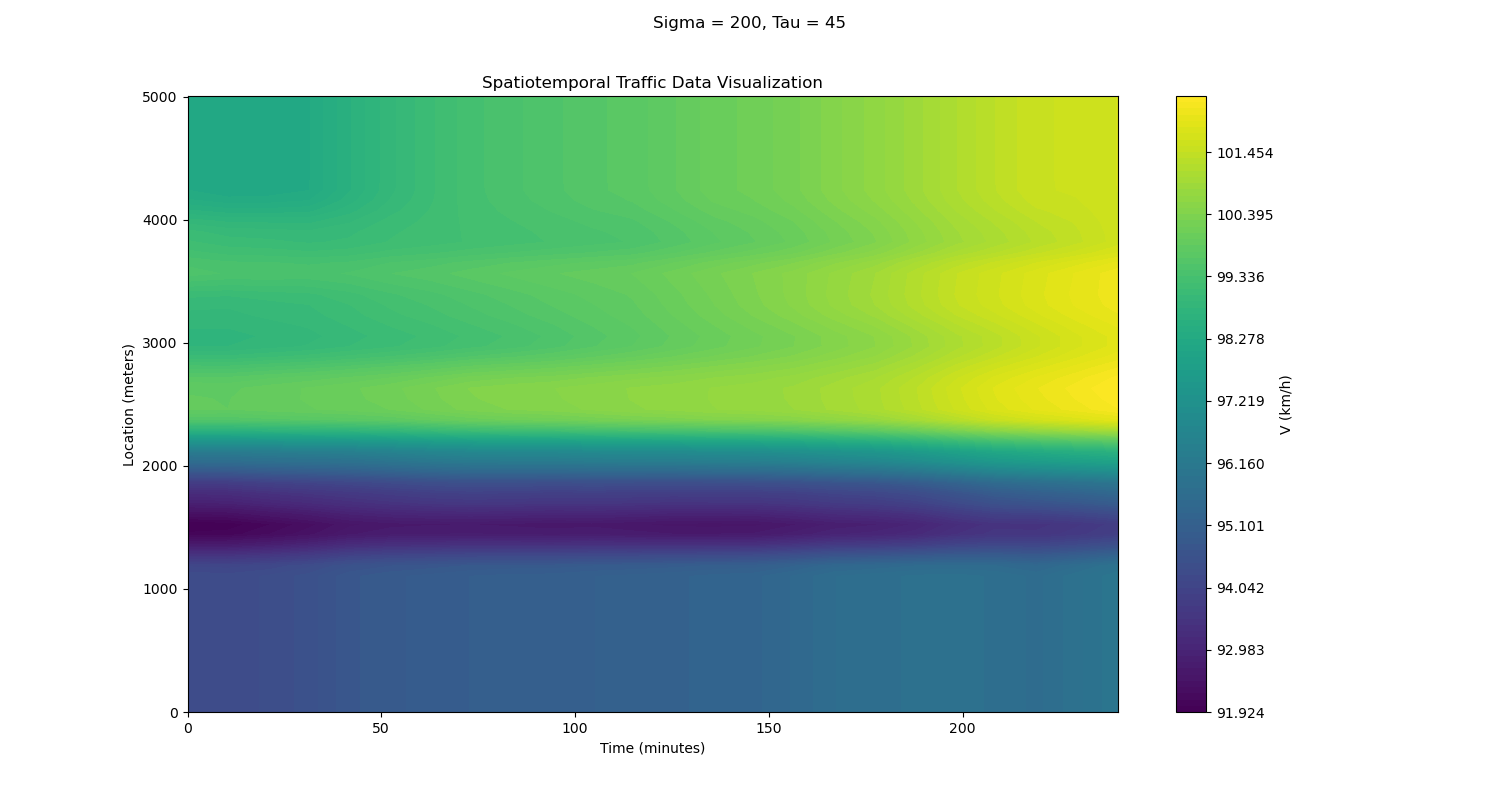 Sigma = 200, Tau = 45
Spatiotemporal Traffic Data Visualization
5000
4000
3000
2000
1000
0
Location (meters)
0 50 100 150 200
Time (minutes)
101.454
100.395
99.336
98.278
97.219
96.160
95.101
94.042
92.983
91.924
V (km/h)